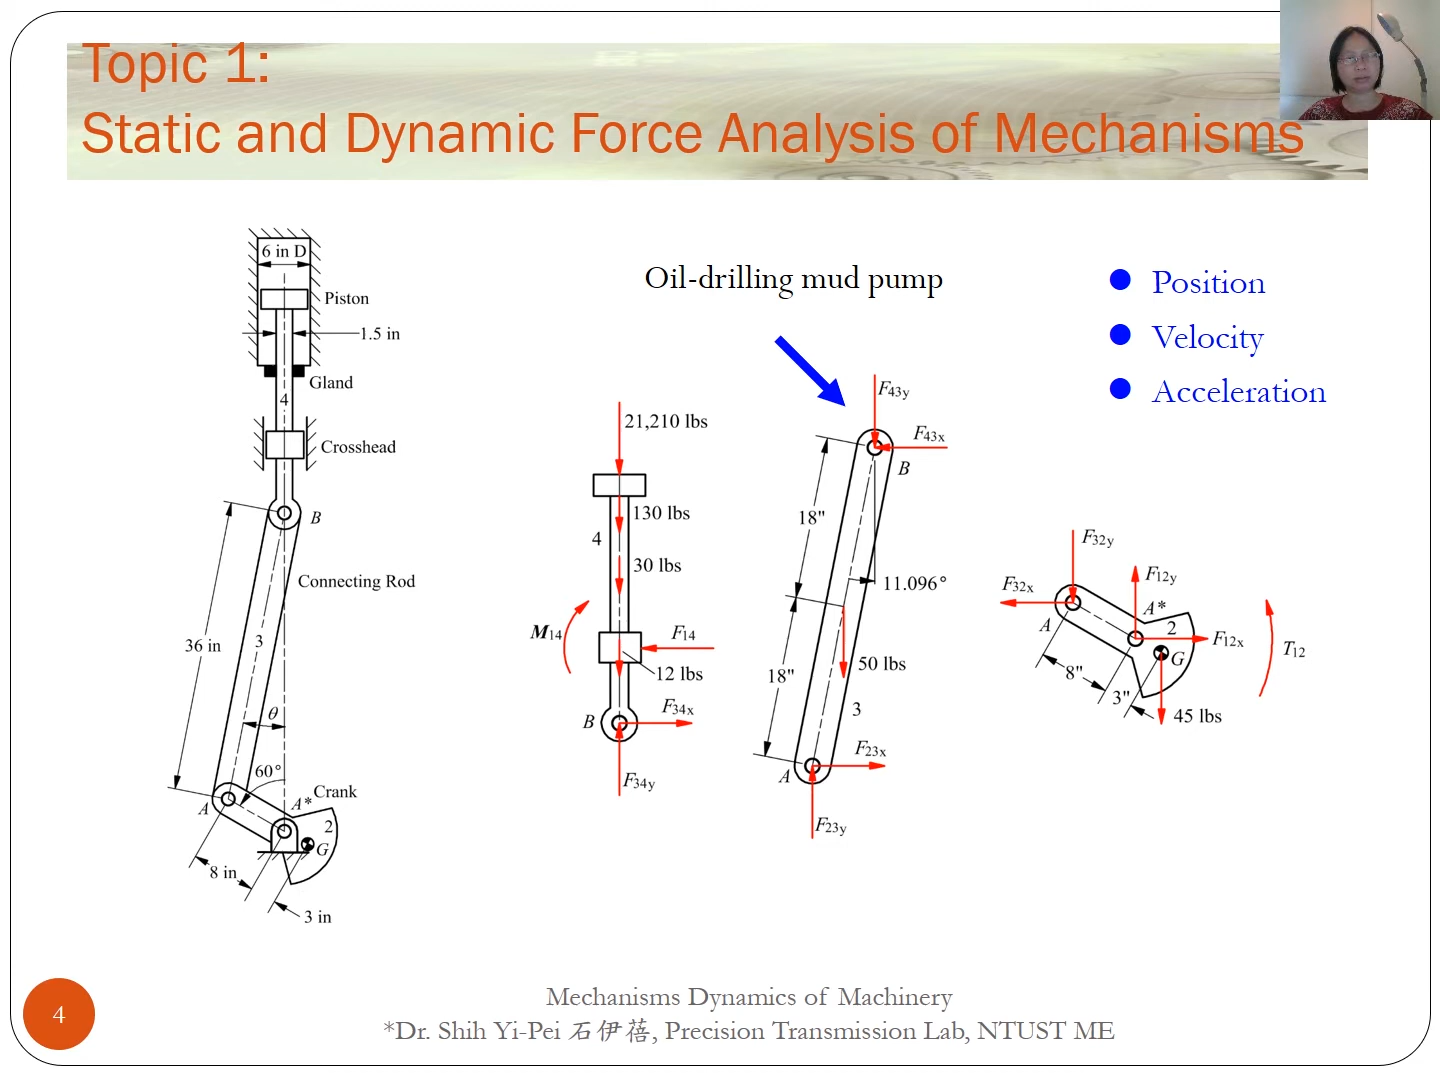 Topic 1:
Static and Dynamic Force Analysis of Mechanisms
6 in D
Piston
1.5 in
Gland
4
Crosshead
B
Connecting Rod
36 in
3
θ
60°
A
A*
Crank
2
G
8 in
3 in
Oil-drilling mud pump
21,210 lbs
130 lbs
4
30 lbs
M14
F14
12 lbs
F34x
B
F34y
F43y
F43x
B
18"
11.096°
18"
50 lbs
3
F23x
A
F23y
Position
Velocity
Acceleration
F32y
F32x
F12y
A*
A
2
F12x
G
T12
8"
3"
45 lbs
4
Mechanisms Dynamics of Machinery
*Dr. Shih Yi-Pei 石伊蓓, Precision Transmission Lab, NTUST ME